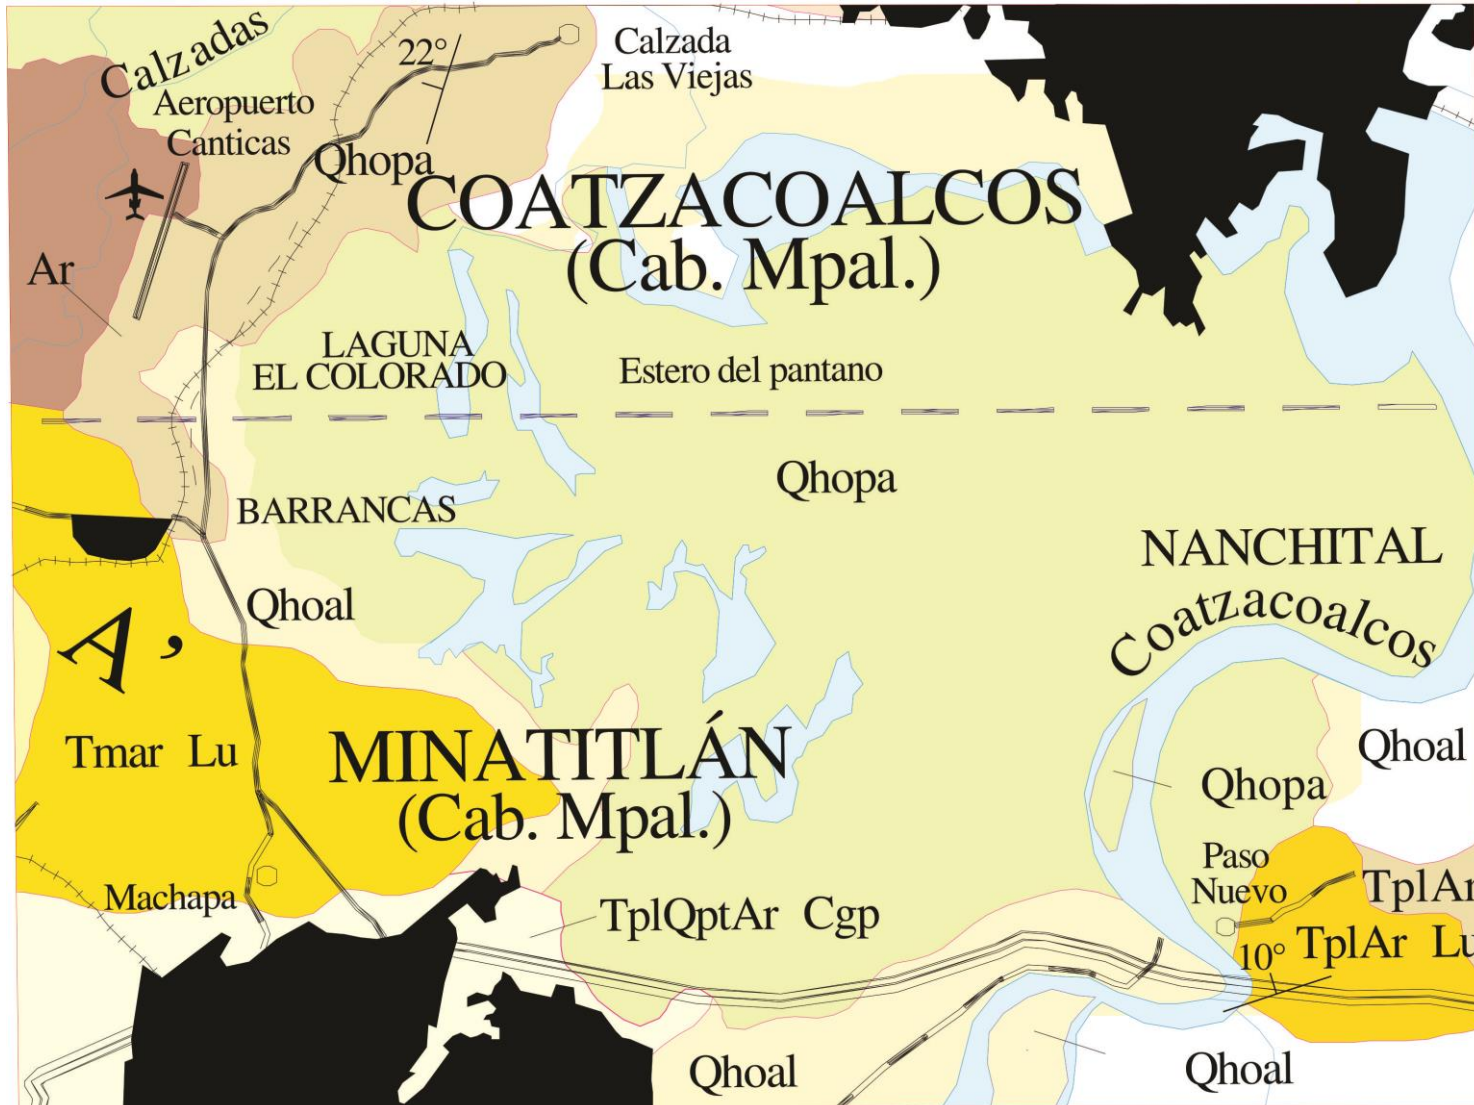 Calzadas
22°
Calzada
Las Viejas
Aeropuerto
Canticas
Qhopa
COATZACOALCOS
(Cab. Mpal.)
Ar
LAGUNA
EL COLORADO
Estero del pantano
Qhopa
BARRANCAS
NANCHITAL
Qhoal
Coatzacoalcos
A’
Tmar Lu
MINATITLÁN
(Cab. Mpal.)
Qhoal
Qhopa
Machapa
Paso
Nuevo
TplAr
TplQptAr Cgp
10°
TplAr Lu
Qhoal
Qhoal